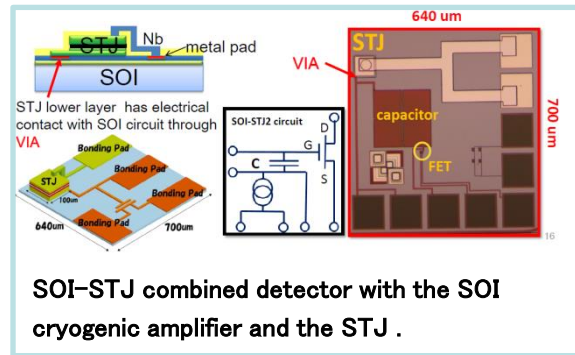 STJ
Nb
metal pad
SOI
STJ lower layer has electrical
contact with SOI circuit through
VIA
Bonding Pad
STJ
Bonding Pad
100um
Bonding Pad
Bonding Pad
640um
700um
SOI-STJ2 circuit
D
G
C
S
640 um
STJ
VIA
capacitor
FET
700 um
16
SOI-STJ combined detector with the SOI
cryogenic amplifier and the STJ .